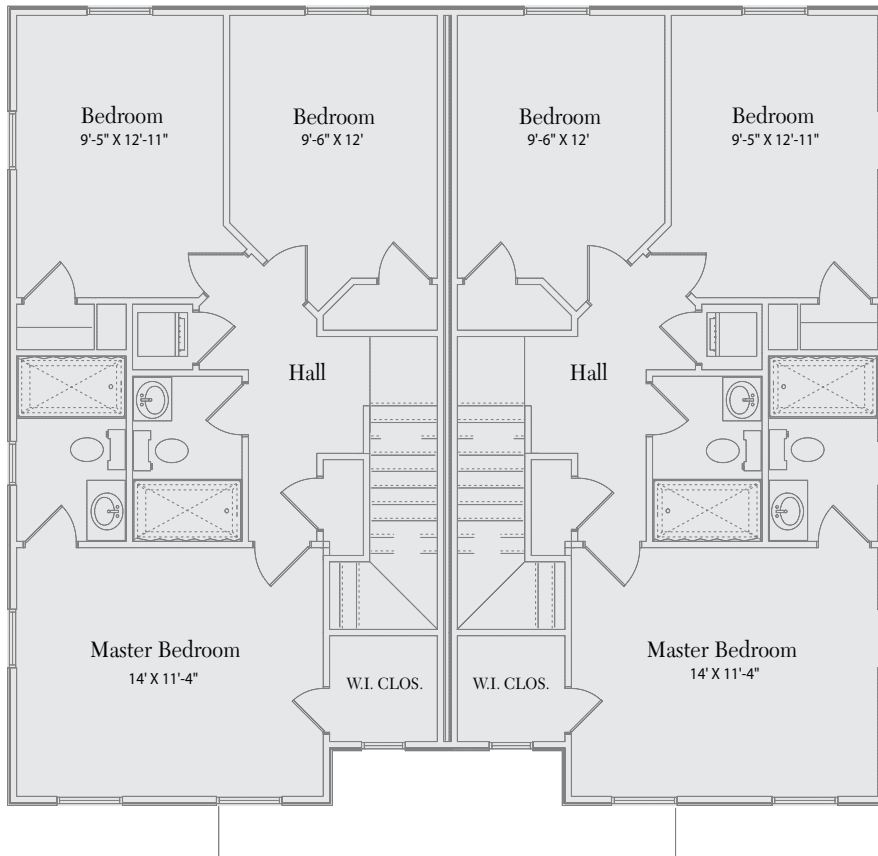 Bedroom
9'-5" X 12'-11"
Bedroom
9'-6" X 12'
Bedroom
9'-6" X 12'
Bedroom
9'-5" X 12'-11"
Hall
Hall
Master Bedroom
14' X 11'-4"
W.I. CLOS.
W.I. CLOS.
Master Bedroom
14' X 11'-4"